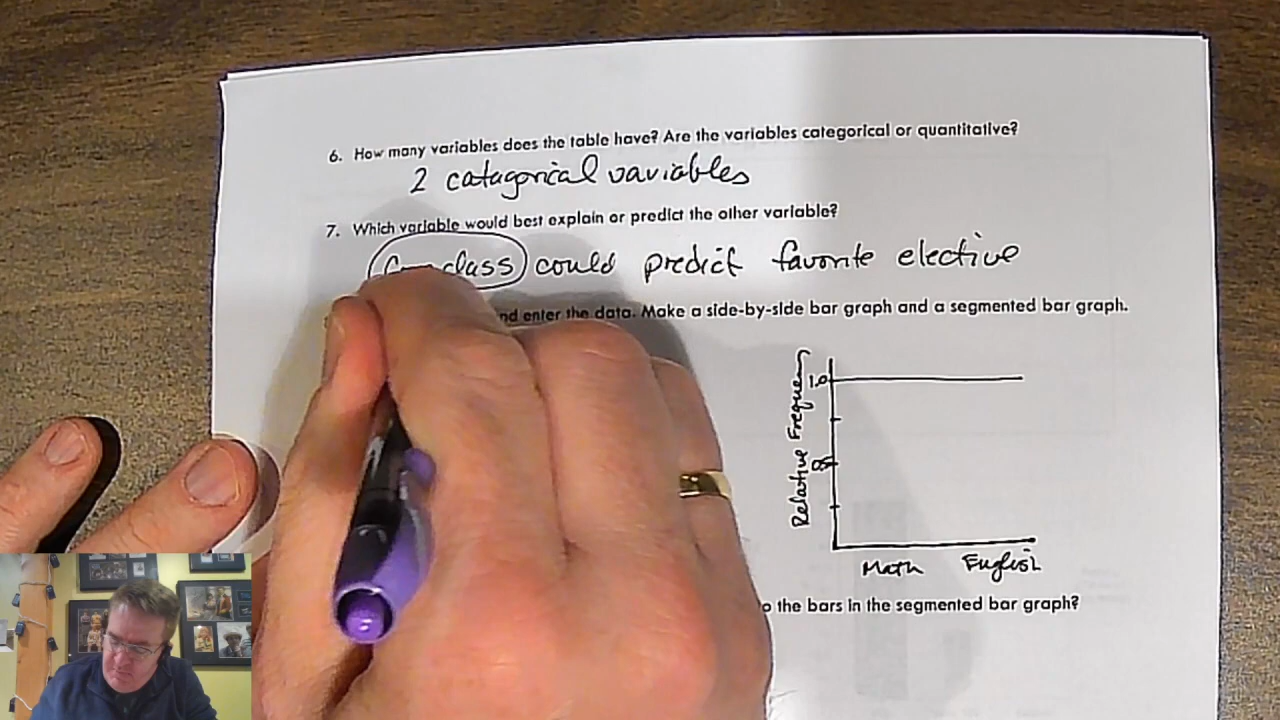 6. How many variables does the table have? Are the variables categorical or quantitative?
2 catagorical variables
7. Which variable would best explain or predict the other variable?
class could predict favorite elective
nd enter the data. Make a side-by-side bar graph and a segmented bar graph.
Relative Frequency
1.0
0.5
Math English
o the bars in the segmented bar graph?